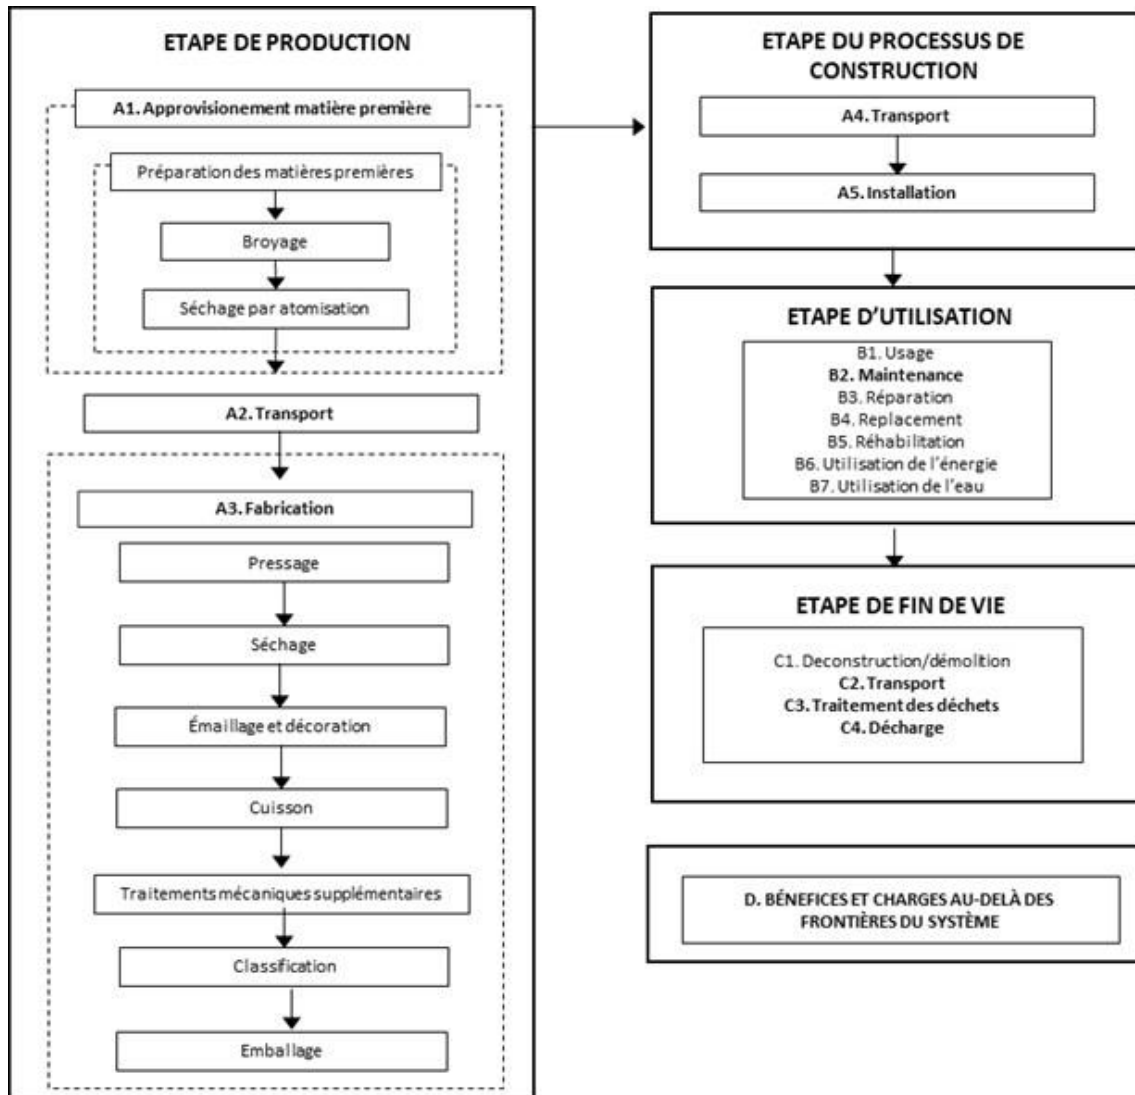 ETAPE DE PRODUCTION
A1. Approvisionement matière première
Préparation des matières premières
Broyage
Séchage par atomisation
A2. Transport
A3. Fabrication
Pressage
Séchage
Émaillage et décoration
Cuisson
Traitements mécaniques supplémentaires
Classification
Emballage
ETAPE DU PROCESSUS DE
CONSTRUCTION
A4. Transport
A5. Installation
ETAPE D’UTILISATION
B1. Usage
B2. Maintenance
B3. Réparation
B4. Replacement
B5. Réhabilitation
B6. Utilisation de l’énergie
B7. Utilisation de l’eau
ETAPE DE FIN DE VIE
C1. Deconstruction/démolition
C2. Transport
C3. Traitement des déchets
C4. Décharge
D. BÉNEFICES ET CHARGES AU-DELÀ DES
FRONTIÈRES DU SYSTÈME